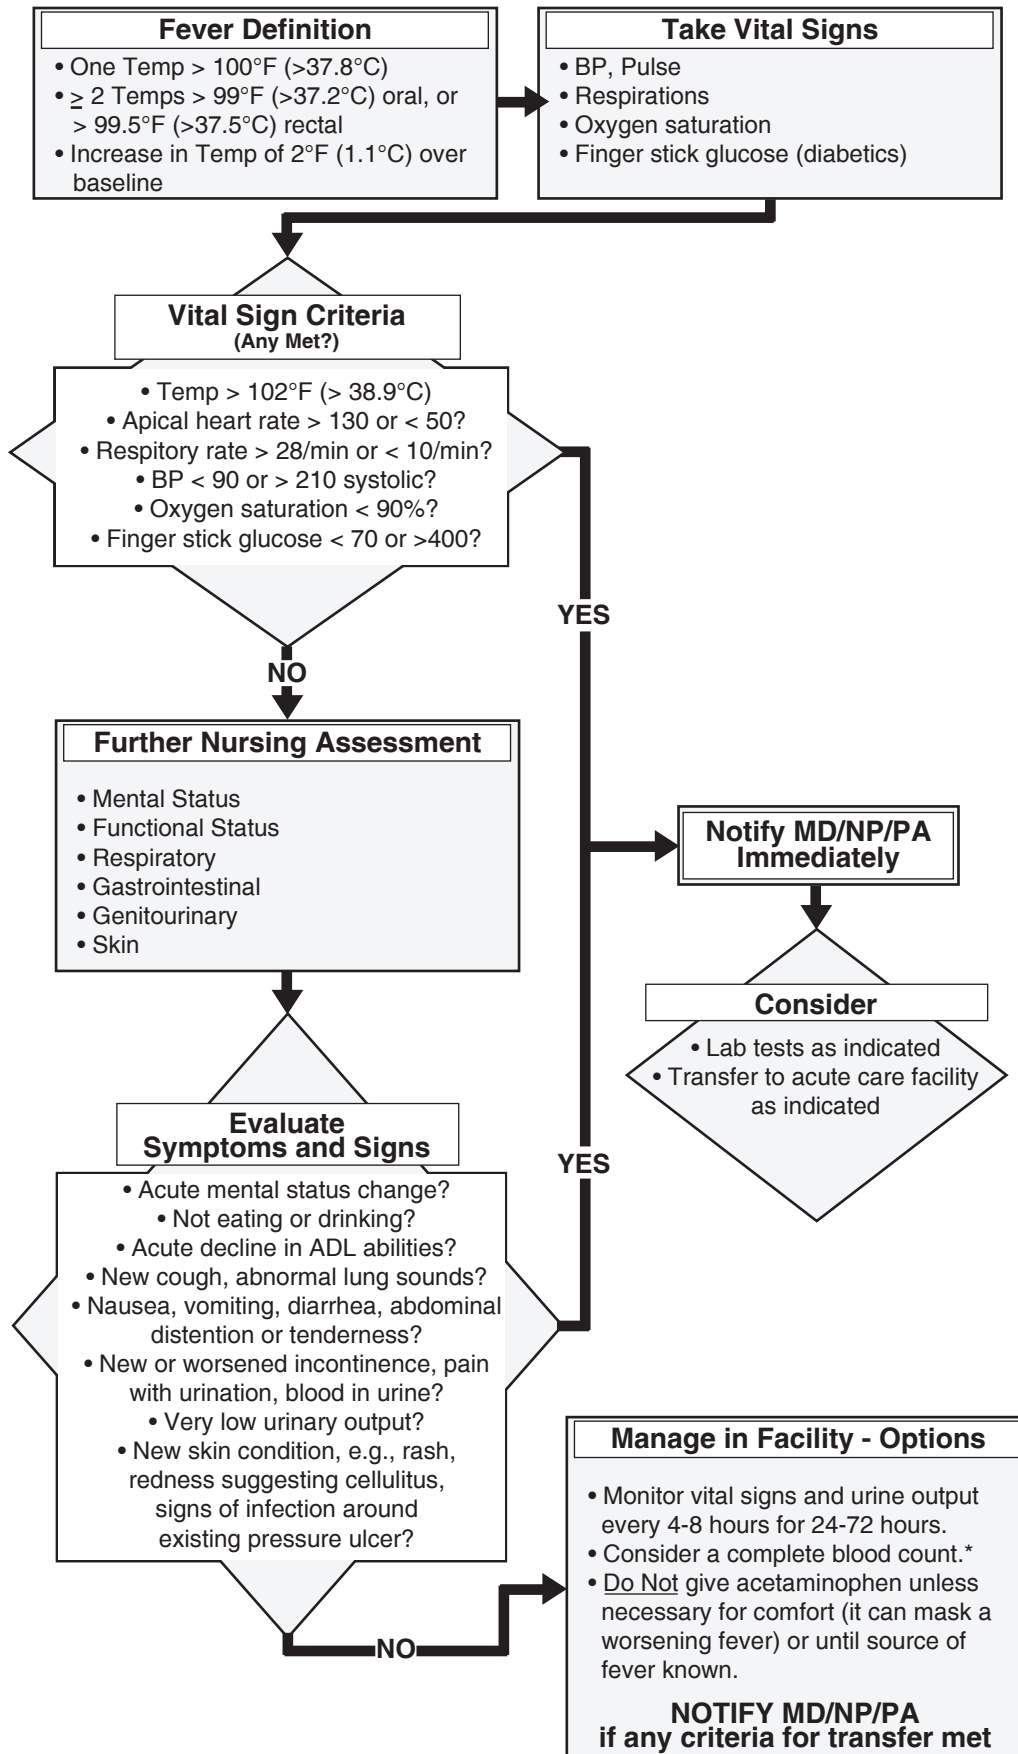 Fever Definition
• One Temp > 100°F (>37.8°C)
• ≥ 2 Temps > 99°F (>37.2°C) oral, or
> 99.5°F (>37.5°C) rectal
• Increase in Temp of 2°F (1.1°C) over
baseline
Take Vital Signs
• BP, Pulse
• Respirations
• Oxygen saturation
• Finger stick glucose (diabetics)
Vital Sign Criteria
(Any Met?)
• Temp > 102°F (> 38.9°C)
• Apical heart rate > 130 or < 50?
• Respitory rate > 28/min or < 10/min?
• BP < 90 or > 210 systolic?
• Oxygen saturation < 90%?
• Finger stick glucose < 70 or >400?
YES
NO
Further Nursing Assessment
• Mental Status
• Functional Status
• Respiratory
• Gastrointestinal
• Genitourinary
• Skin
Notify MD/NP/PA
Immediately
Consider
• Lab tests as indicated
• Transfer to acute care facility
as indicated
Evaluate
Symptoms and Signs
• Acute mental status change?
• Not eating or drinking?
• Acute decline in ADL abilities?
• New cough, abnormal lung sounds?
• Nausea, vomiting, diarrhea, abdominal
distention or tenderness?
• New or worsened incontinence, pain
with urination, blood in urine?
• Very low urinary output?
• New skin condition, e.g., rash,
redness suggesting cellulitus,
signs of infection around
existing pressure ulcer?
YES
NO
Manage in Facility - Options
• Monitor vital signs and urine output
every 4-8 hours for 24-72 hours.
• Consider a complete blood count.*
• Do Not give acetaminophen unless
necessary for comfort (it can mask a
worsening fever) or until source of
fever known.
NOTIFY MD/NP/PA
if any criteria for transfer met